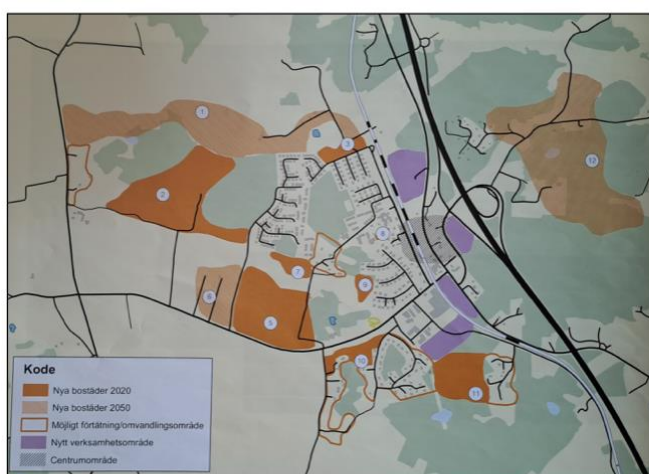 1
12
3
2
8
7
9
6
5
10
11
Kode
Nya bostäder 2020
Nya bostäder 2050
Möjligt förtätning/omvandlingsområde
Nytt verksamhetsområde
Centrumområde